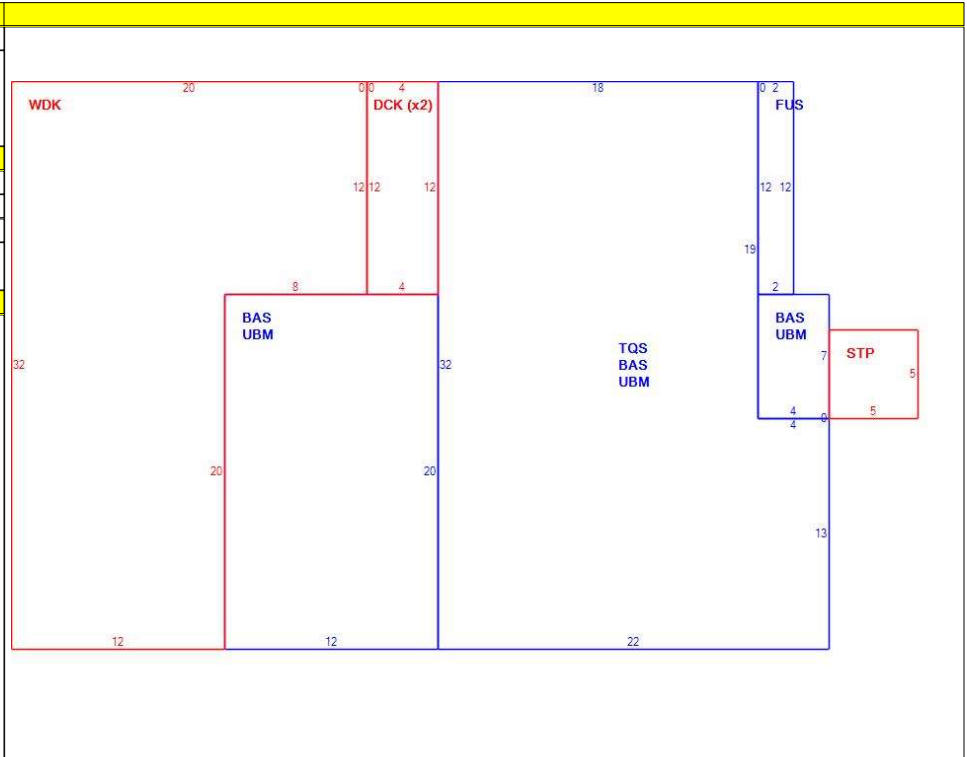 20 0 0 4 18 0 2
WDK DCK (x2) FUS
12 12 12 12 12
19
8 4 2
BAS BAS
UBM UBM
TQS 7 STP
BAS
32 32 5
UBM
4 0 5
4
20 20
13
12 12 22